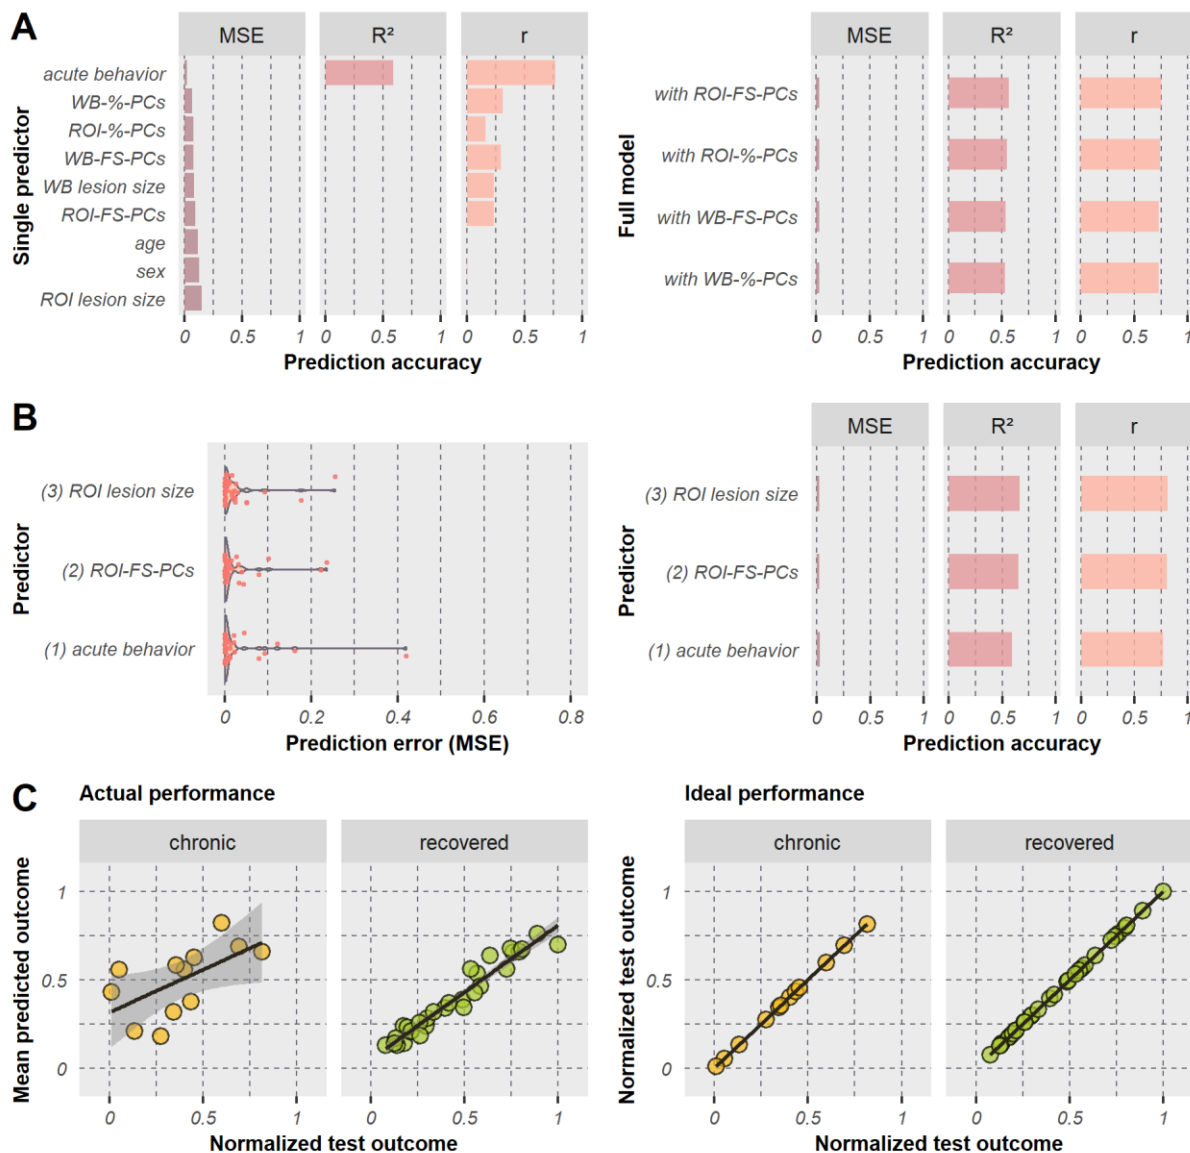 A
MSE R² r
Single predictor
acute behavior
WB-%-PCs
ROI-%-PCs
WB-FS-PCs
WB lesion size
ROI-FS-PCs
age
sex
ROI lesion size
0 0.5 1 0 0.5 1 0 0.5 1
Prediction accuracy
MSE R² r
Full model
with ROI-FS-PCs
with ROI-%-PCs
with WB-FS-PCs
with WB-%-PCs
0 0.5 1 0 0.5 1 0 0.5 1
Prediction accuracy
B
Predictor
(3) ROI lesion size
(2) ROI-FS-PCs
(1) acute behavior
0 0.2 0.4 0.6 0.8
Prediction error (MSE)
MSE R² r
Predictor
(3) ROI lesion size
(2) ROI-FS-PCs
(1) acute behavior
0 0.5 1 0 0.5 1 0 0.5 1
Prediction accuracy
C
Actual performance
chronic recovered
Mean predicted outcome
1
0.5
0
0 0.5 1 0 0.5 1
Normalized test outcome
Ideal performance
chronic recovered
Normalized test outcome
1
0.5
0
0 0.5 1 0 0.5 1
Normalized test outcome